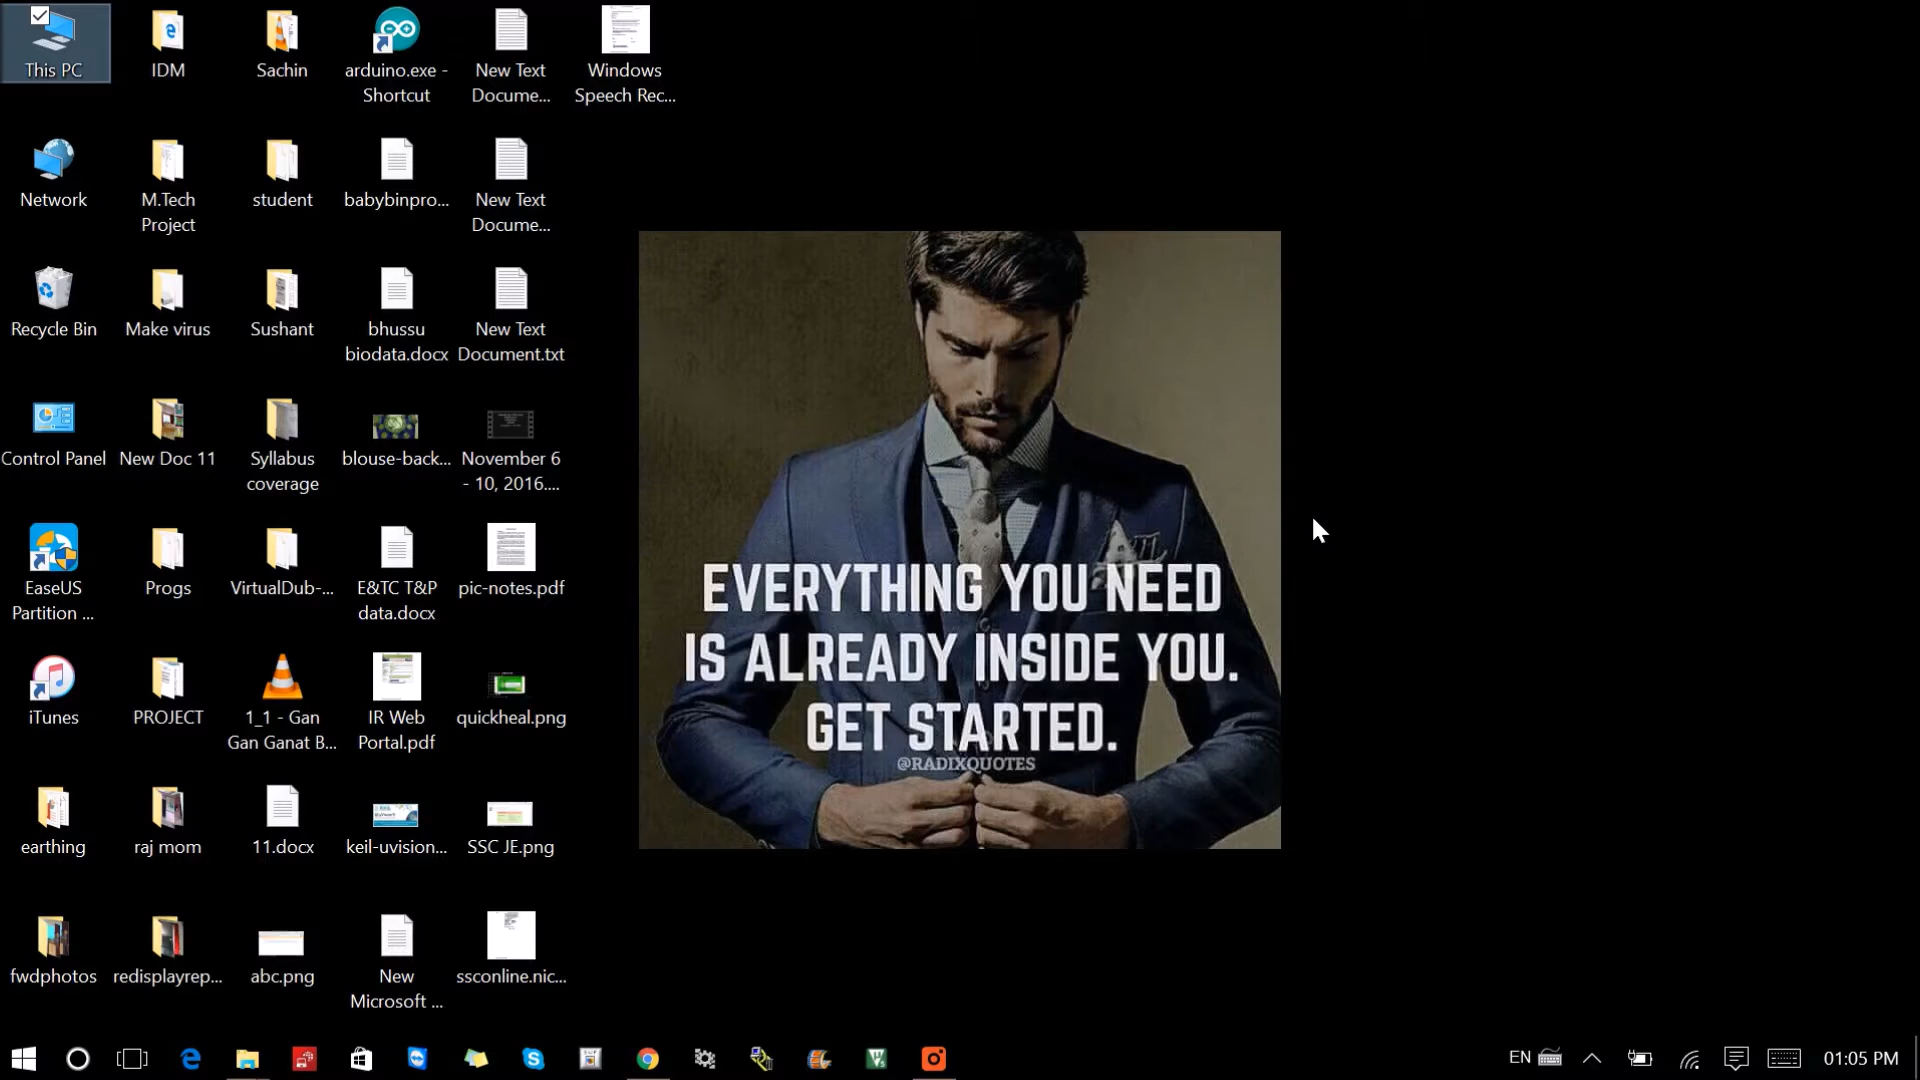 This PC
IDM
Sachin
arduino.exe -
Shortcut
New Text
Docume...
Windows
Speech Rec...
Network
M.Tech
Project
student
babybinpro...
New Text
Docume...
Recycle Bin
Make virus
Sushant
bhussu
biodata.docx
New Text
Document.txt
Control Panel
New Doc 11
Syllabus
coverage
blouse-back...
November 6
- 10, 2016....
EaseUS
Partition ...
Progs
VirtualDub-...
E&TC T&P
data.docx
pic-notes.pdf
iTunes
PROJECT
1_1 - Gan
Gan Ganat B...
IR Web
Portal.pdf
quickheal.png
earthing
raj mom
11.docx
keil-uvision...
SSC JE.png
fwdphotos
redisplayrep...
abc.png
New
Microsoft ...
ssconline.nic...
EVERYTHING YOU NEED
IS ALREADY INSIDE YOU.
GET STARTED.
@RADIXQUOTES
EN
01:05 PM